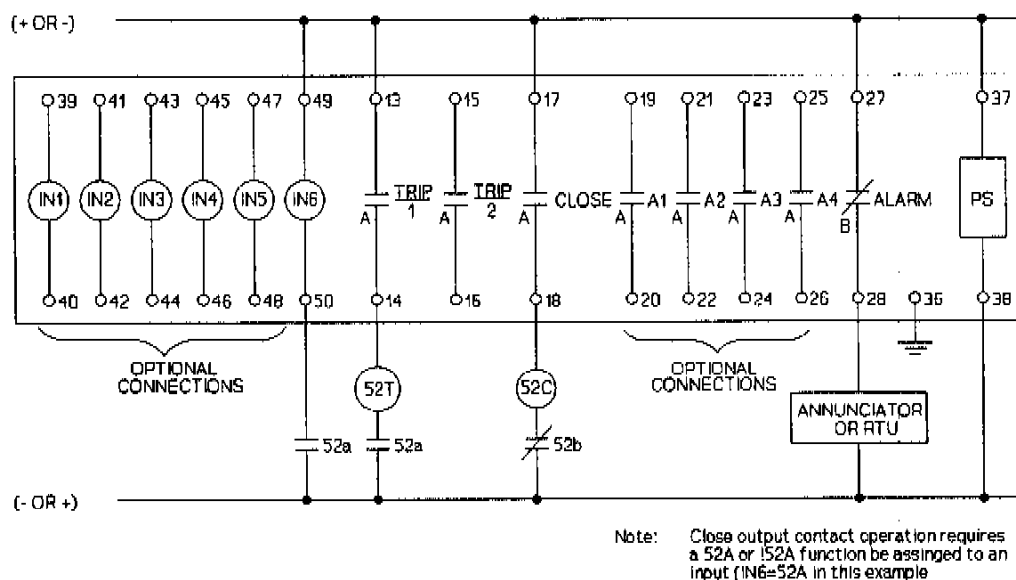 (+ OR -)
39 41 43 45 47 49 13 15 17 19 21 23 25 27 37
IN1 IN2 IN3 IN4 IN5 IN6 TRIP 1 TRIP 2 CLOSE A1 A2 A3 A4 ALARM PS
A A A A A A A B
40 42 44 46 48 50 14 16 18 20 22 24 26 28 36 38
OPTIONAL
CONNECTIONS
OPTIONAL
CONNECTIONS
52T 52C
ANNUNCIATOR
OR RTU
52a 52a 52b
(- OR +)
Note: Close output contact operation requires
a 52A or !52A function be assinged to an
input (IN6=52A in this example